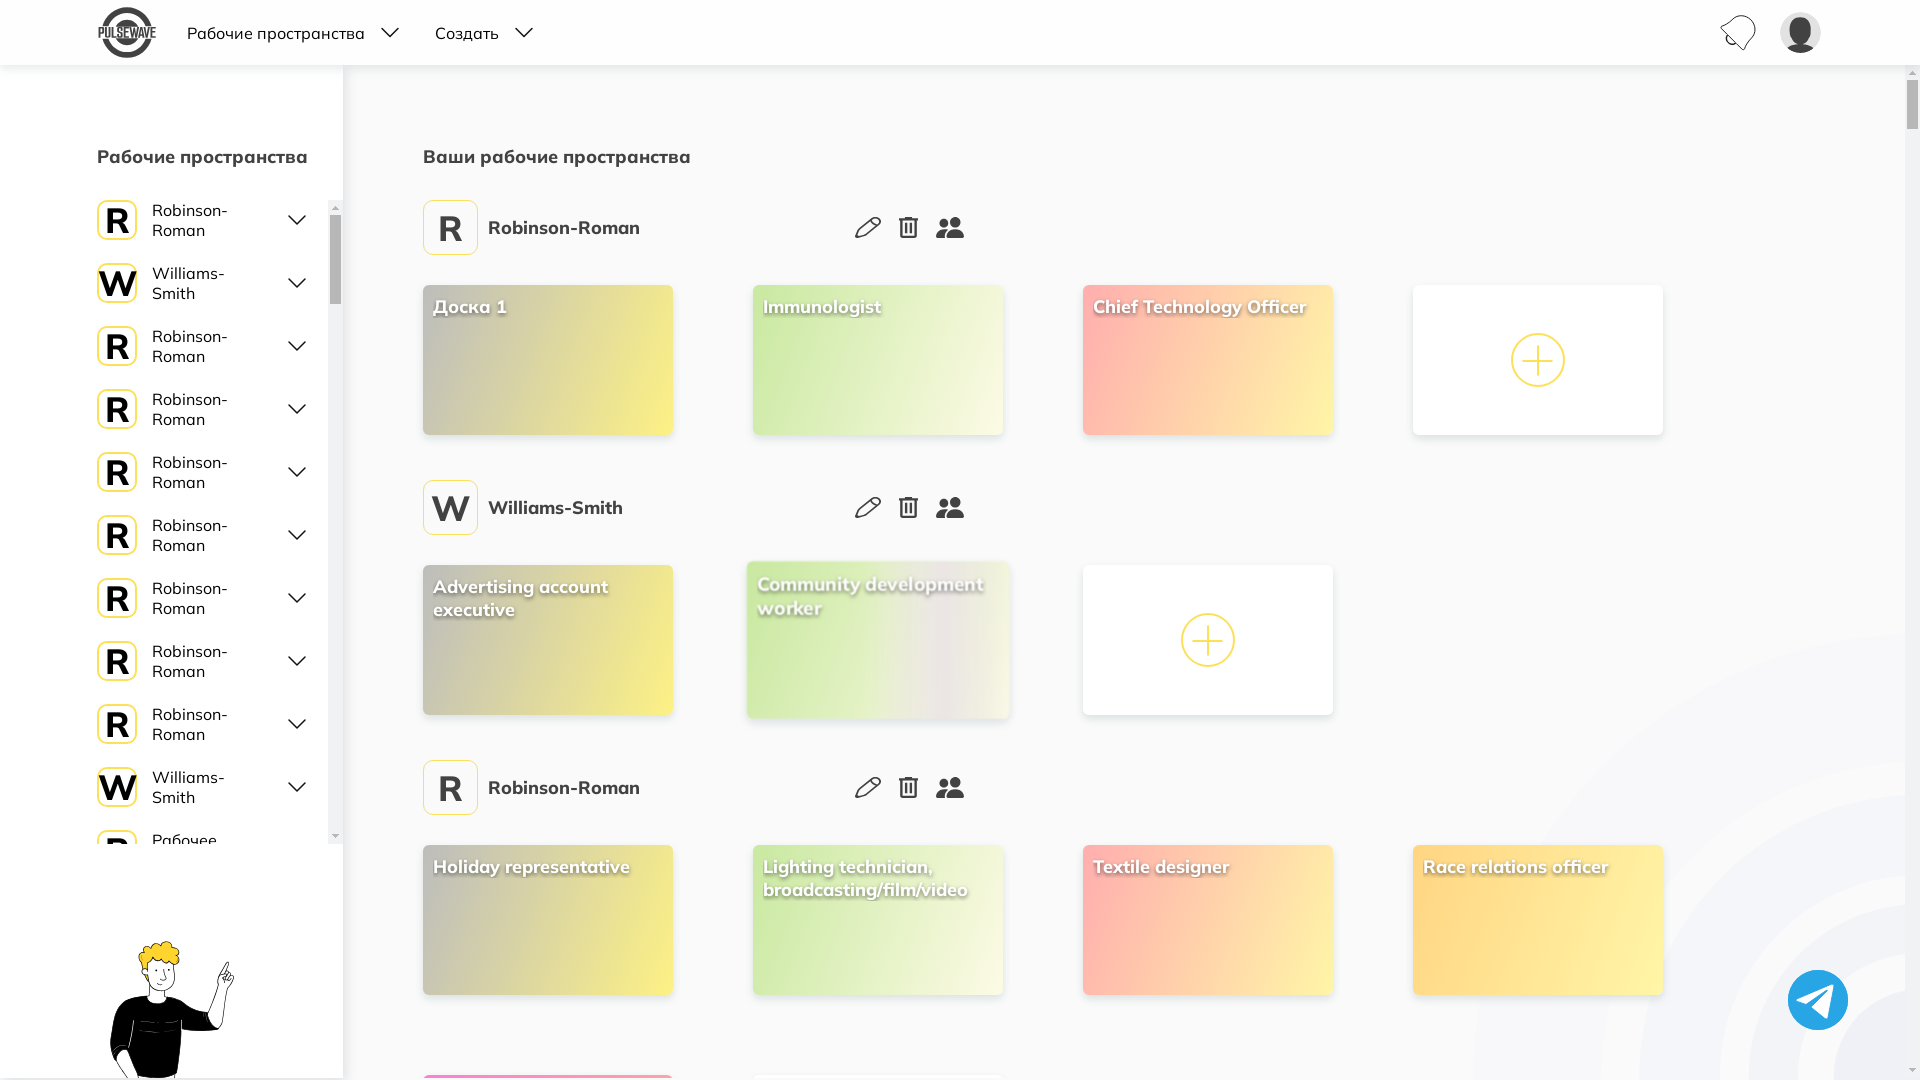 PULSEWAVE
Рабочие пространства
Создать
Рабочие пространства
R
Robinson-
Roman
W
Williams-
Smith
R
Robinson-
Roman
R
Robinson-
Roman
R
Robinson-
Roman
R
Robinson-
Roman
R
Robinson-
Roman
R
Robinson-
Roman
R
Robinson-
Roman
W
Williams-
Smith
Рабочее
Ваши рабочие пространства
R
Robinson-Roman
Доска 1
Immunologist
Chief Technology Officer
W
Williams-Smith
Advertising account
executive
Community development
worker
R
Robinson-Roman
Holiday representative
Lighting technician,
broadcasting/film/video
Textile designer
Race relations officer